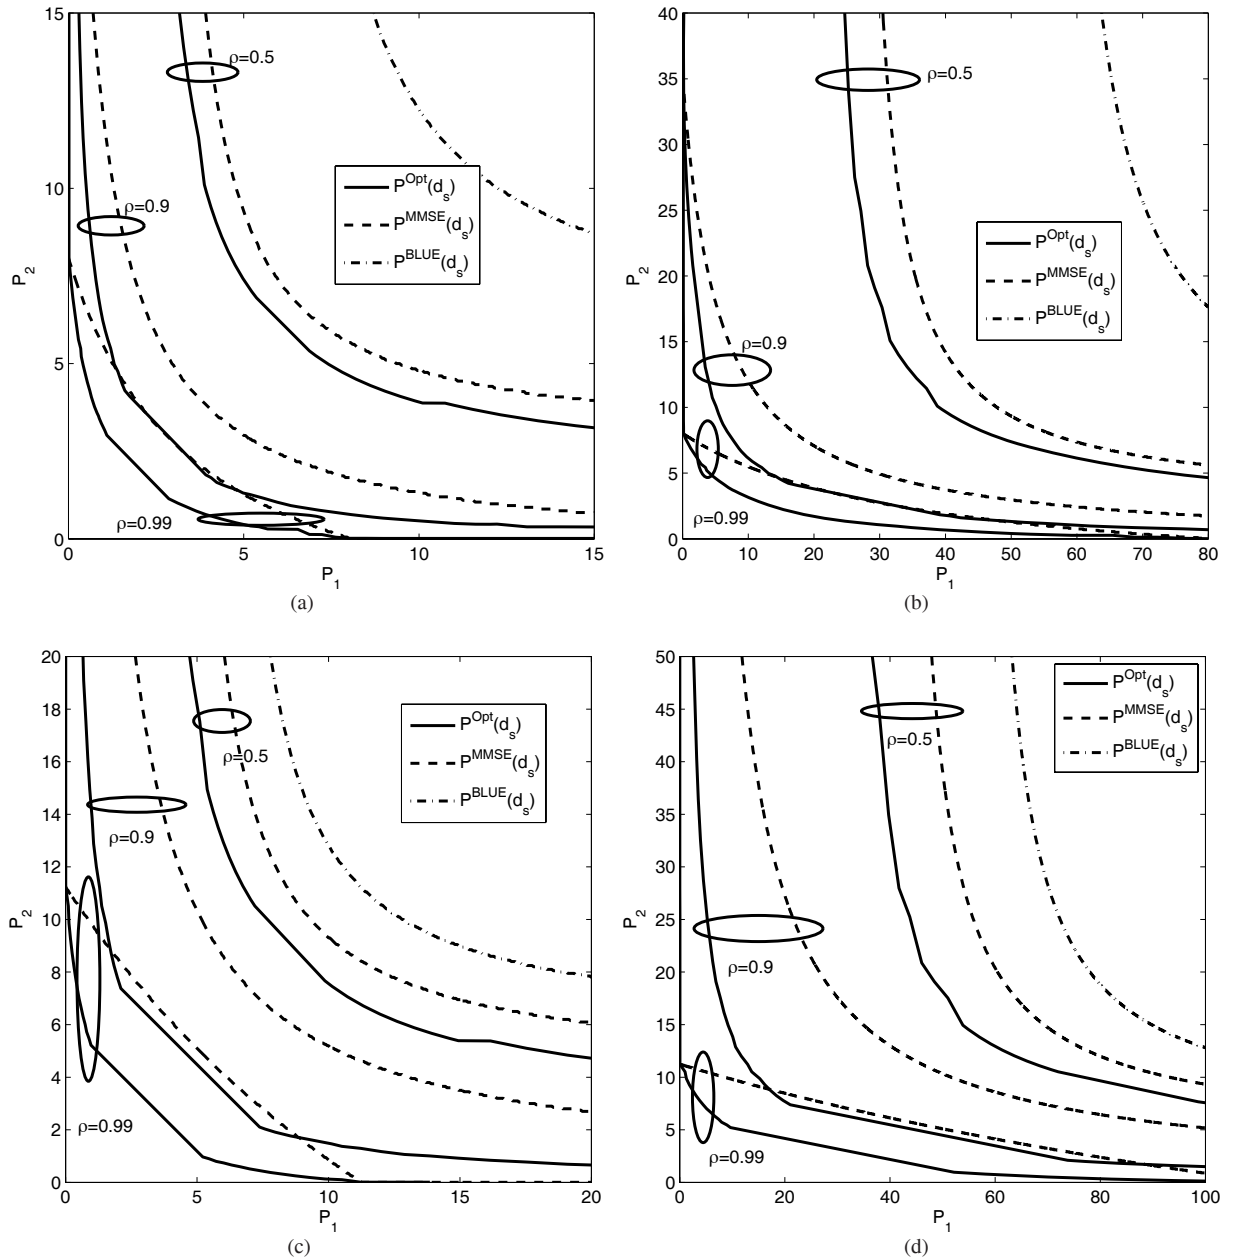 15
10
5
0
0
5
10
15
P_2
P_1
ρ=0.5
ρ=0.9
ρ=0.99
P^Opt(d_s)
P^MMSE(d_s)
P^BLUE(d_s)
(a)
40
35
30
25
20
15
10
5
0
0
10
20
30
40
50
60
70
80
P_2
P_1
ρ=0.5
ρ=0.9
ρ=0.99
P^Opt(d_s)
P^MMSE(d_s)
P^BLUE(d_s)
(b)
20
18
16
14
12
10
8
6
4
2
0
0
5
10
15
20
P_2
P_1
ρ=0.5
ρ=0.9
ρ=0.99
P^Opt(d_s)
P^MMSE(d_s)
P^BLUE(d_s)
(c)
50
45
40
35
30
25
20
15
10
5
0
0
20
40
60
80
100
P_2
P_1
ρ=0.5
ρ=0.9
ρ=0.99
P^Opt(d_s)
P^MMSE(d_s)
P^BLUE(d_s)
(d)